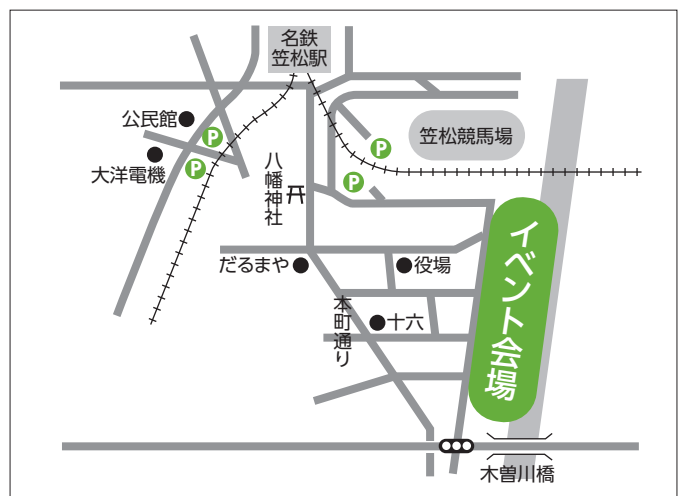 名鉄
笠松駅
公民館
P
P
大洋電機
笠松競馬場
P
P
八幡神社
イベント会場
だるまや
役場
本町通り
十六
木曽川橋